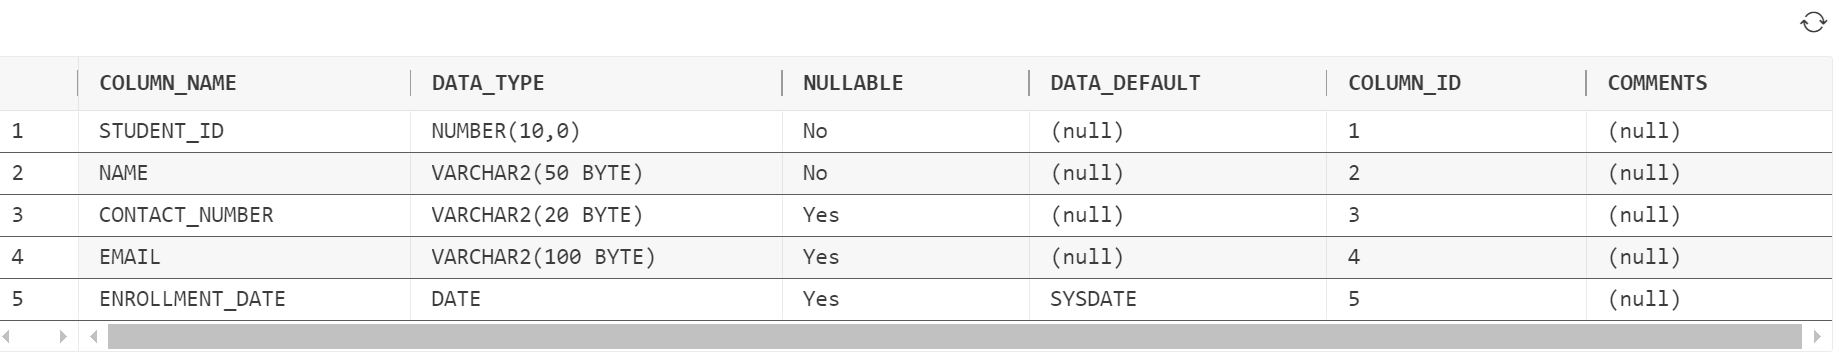 COLUMN_NAME DATA_TYPE NULLABLE DATA_DEFAULT COLUMN_ID COMMENTS
1 STUDENT_ID NUMBER(10,0) No (null) 1 (null)
2 NAME VARCHAR2(50 BYTE) No (null) 2 (null)
3 CONTACT_NUMBER VARCHAR2(20 BYTE) Yes (null) 3 (null)
4 EMAIL VARCHAR2(100 BYTE) Yes (null) 4 (null)
5 ENROLLMENT_DATE DATE Yes SYSDATE 5 (null)